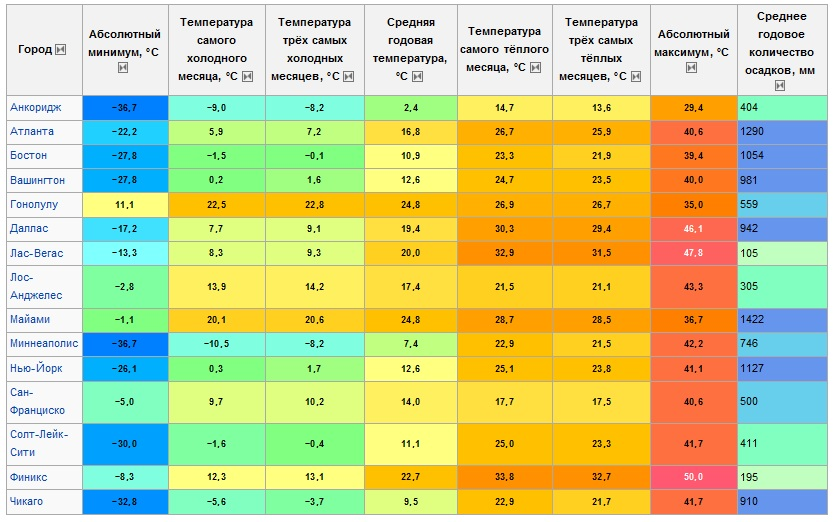 Город	Абсолютный минимум, °C	Температура самого холодного месяца, °C	Температура трёх самых холодных месяцев, °C	Средняя годовая температура, °C	Температура самого тёплого месяца, °C	Температура трёх самых тёплых месяцев, °C	Абсолютный максимум, °C	Среднее годовое количество осадков, мм
Анкоридж	−36,7	−9,0	−8,2	2,4	14,7	13,6	29,4	404
Атланта	−22,2	5,9	7,2	16,8	26,7	25,9	40,6	1290
Бостон	−27,8	−1,5	−0,1	10,9	23,3	21,9	39,4	1054
Вашингтон	−27,8	0,2	1,6	12,6	24,7	23,5	40,0	981
Гонолулу	11,1	22,5	22,8	24,8	26,9	26,7	35,0	559
Даллас	−17,2	7,7	9,1	19,4	30,3	29,4	46,1	942
Лас-Вегас	−13,3	8,3	9,3	20,0	32,9	31,5	47,8	105
Лос-Анджелес	−2,8	13,9	14,2	17,4	21,5	21,1	43,3	305
Майами	−1,1	20,1	20,6	24,8	28,7	28,5	36,7	1422
Миннеаполис	−36,7	−10,5	−8,2	7,4	22,9	21,5	42,2	746
Нью-Йорк	−26,1	0,3	1,7	12,6	25,1	23,8	41,1	1127
Сан-Франциско	−5,0	9,7	10,2	14,0	17,7	17,5	40,6	500
Солт-Лейк-Сити	−30,0	−1,6	−0,4	11,1	25,0	23,3	41,7	411
Финикс	−8,3	12,3	13,1	22,7	33,8	32,7	50,0	195
Чикаго	−32,8	−5,6	−3,7	9,5	22,9	21,7	41,7	910